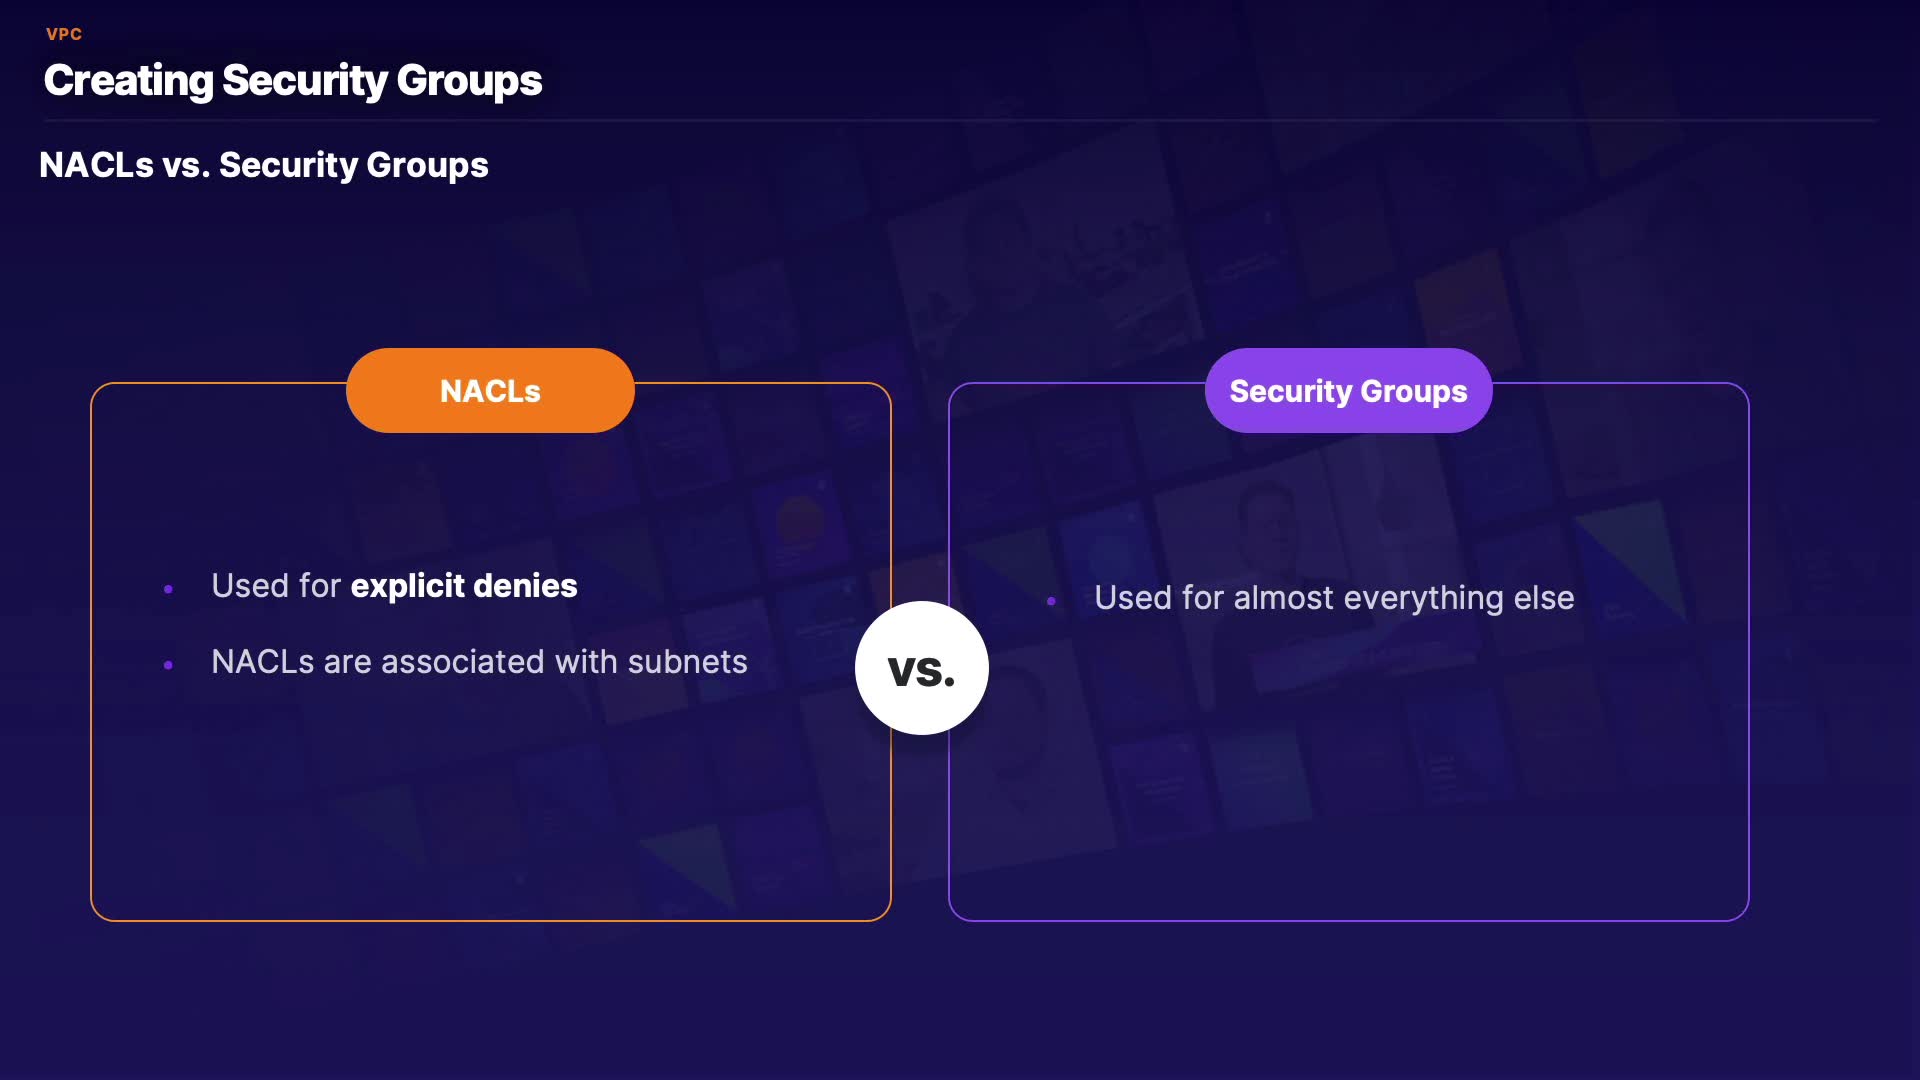 VPC
Creating Security Groups
NACLs vs. Security Groups
NACLs
Used for explicit denies
NACLs are associated with subnets
vs.
Security Groups
Used for almost everything else